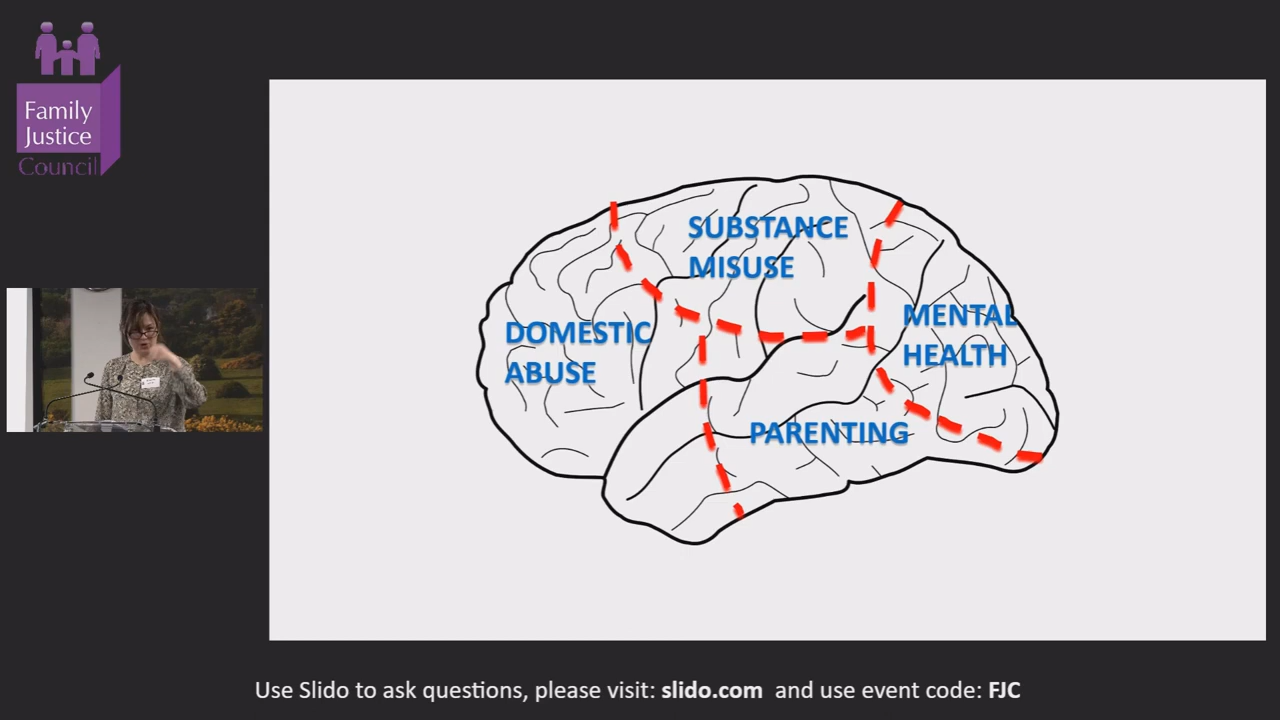 Family
Justice
Council
SUBSTANCE
MISUSE
DOMESTIC
ABUSE
MENTAL
HEALTH
PARENTING
Use Slido to ask questions, please visit: slido.com and use event code: FJC